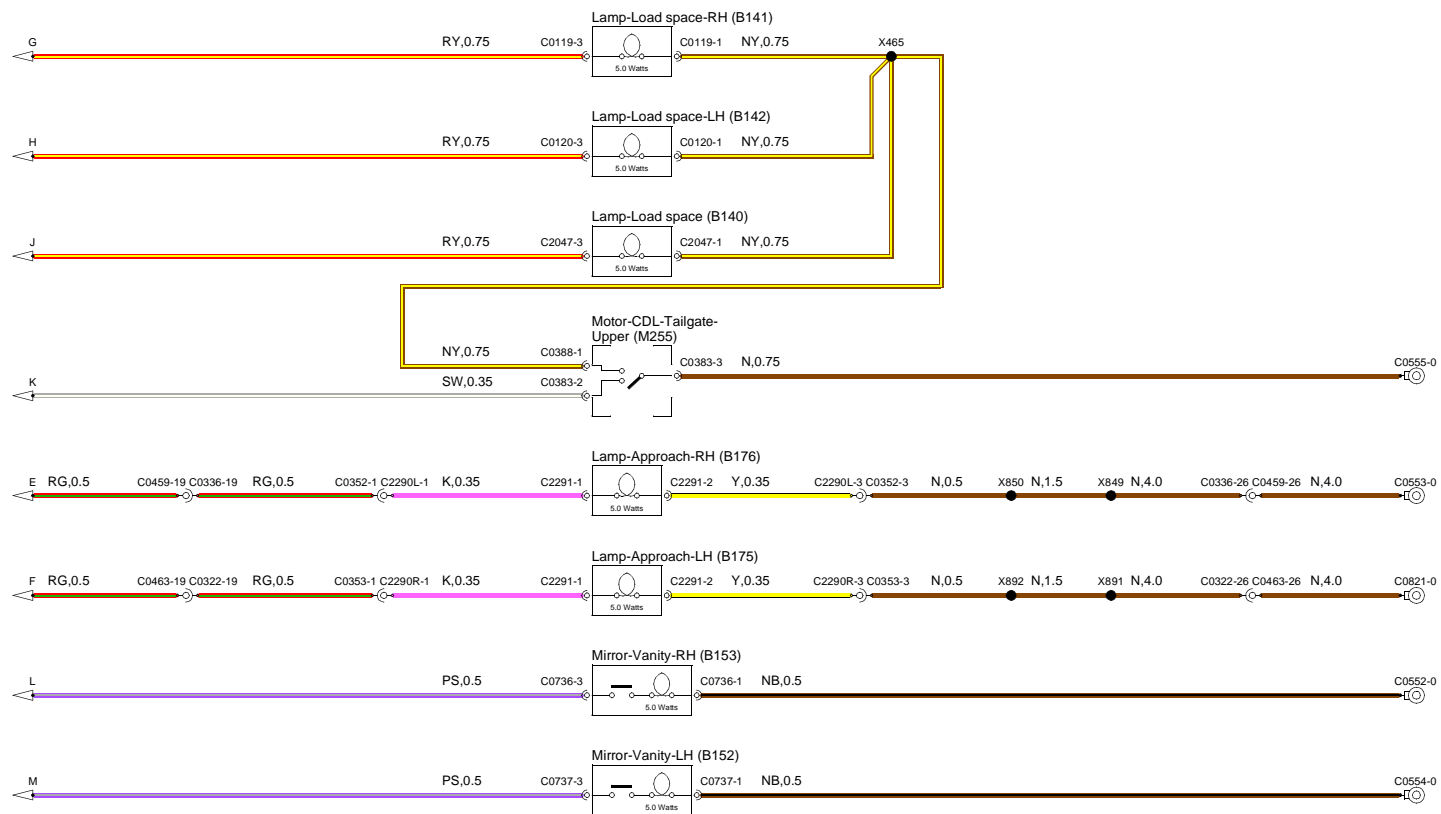 Lamp-Load space-RH (B141)
G RY,0.75 C0119-3 C0119-1 NY,0.75 X465
5.0 Watts
Lamp-Load space-LH (B142)
H RY,0.75 C0120-3 C0120-1 NY,0.75
5.0 Watts
Lamp-Load space (B140)
J RY,0.75 C2047-3 C2047-1 NY,0.75
5.0 Watts
Motor-CDL-Tailgate-
Upper (M255)
NY,0.75 C0388-1 C0383-3 N,0.75 C0555-0
K SW,0.35 C0383-2
Lamp-Approach-RH (B176)
E RG,0.5 C0459-19 C0336-19 RG,0.5 C0352-1 C2290L-1 K,0.35 C2291-1 C2291-2 Y,0.35 C2290L-3 C0352-3 N,0.5 X850 N,1.5 X849 N,4.0 C0336-26 C0459-26 N,4.0 C0553-0
5.0 Watts
Lamp-Approach-LH (B175)
F RG,0.5 C0463-19 C0322-19 RG,0.5 C0353-1 C2290R-1 K,0.35 C2291-1 C2291-2 Y,0.35 C2290R-3 C0353-3 N,0.5 X892 N,1.5 X891 N,4.0 C0322-26 C0463-26 N,4.0 C0821-0
5.0 Watts
Mirror-Vanity-RH (B153)
L PS,0.5 C0736-3 C0736-1 NB,0.5 C0552-0
5.0 Watts
Mirror-Vanity-LH (B152)
M PS,0.5 C0737-3 C0737-1 NB,0.5 C0554-0
5.0 Watts